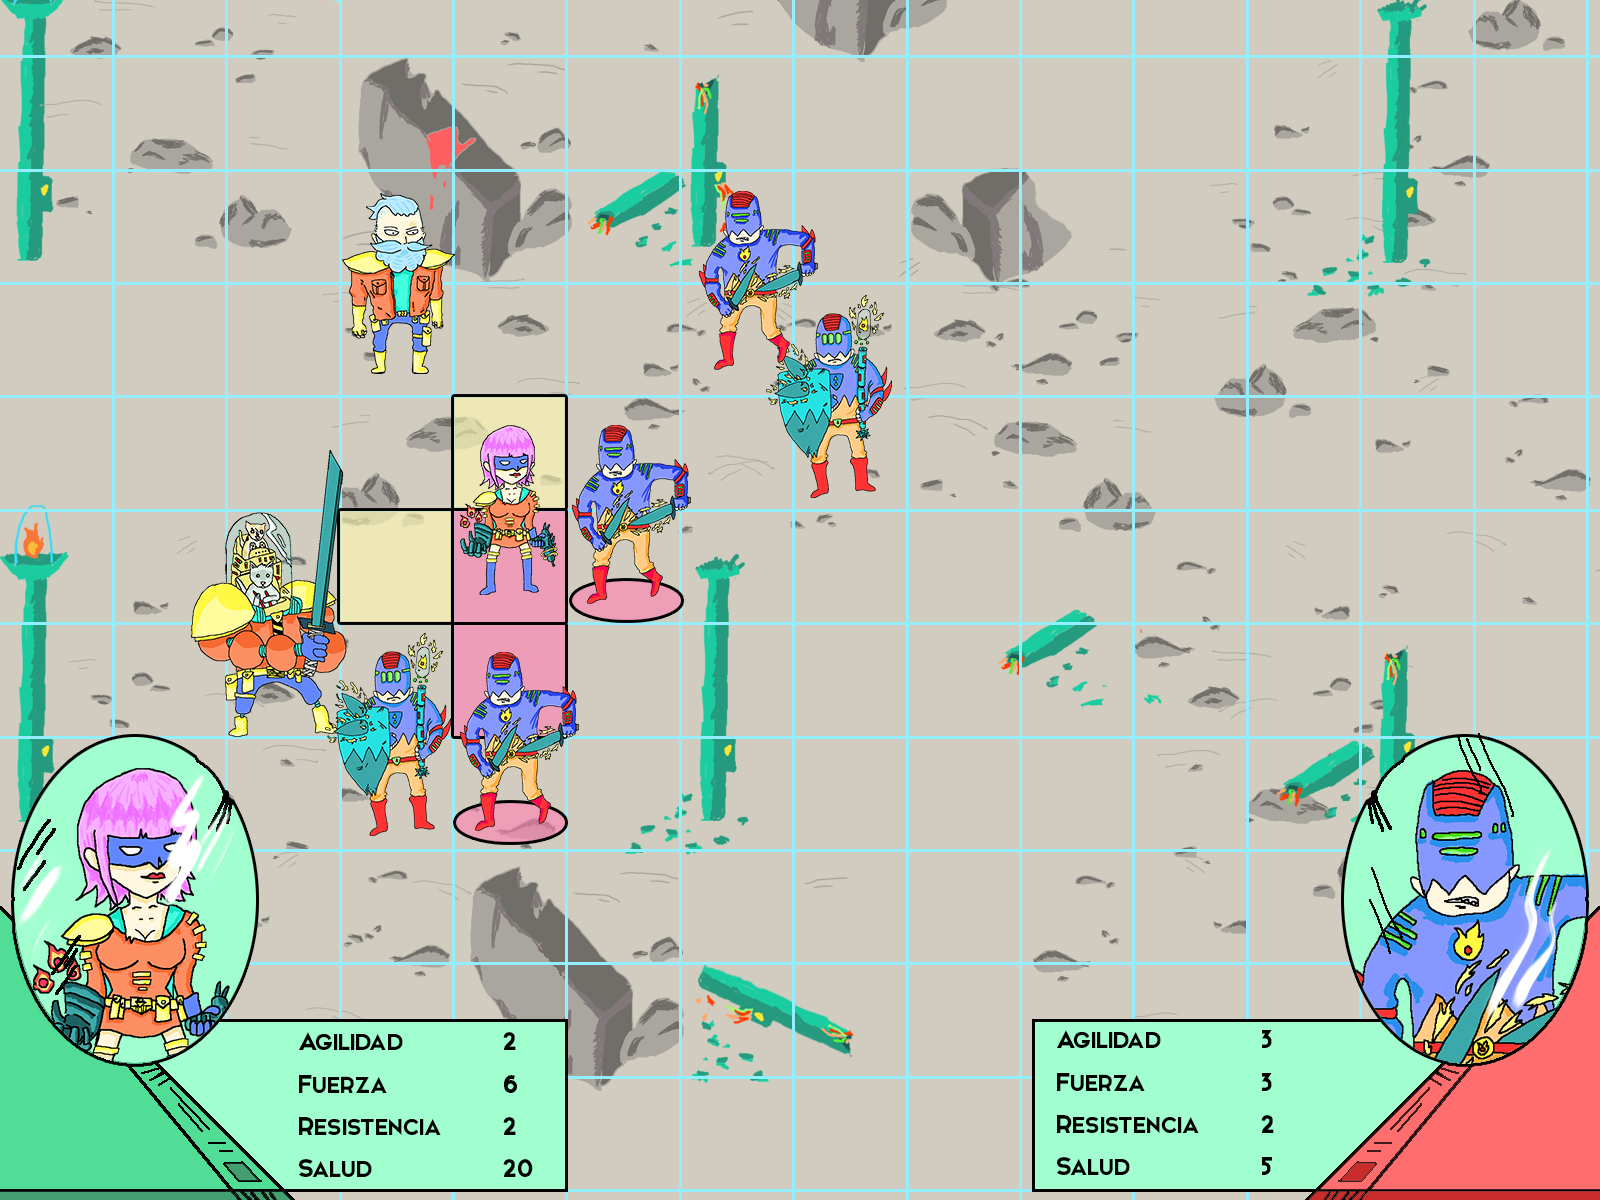 AGILIDAD 2
FUERZA 6
RESISTENCIA 2
SALUD 20
AGILIDAD 3
FUERZA 3
RESISTENCIA 2
SALUD 5